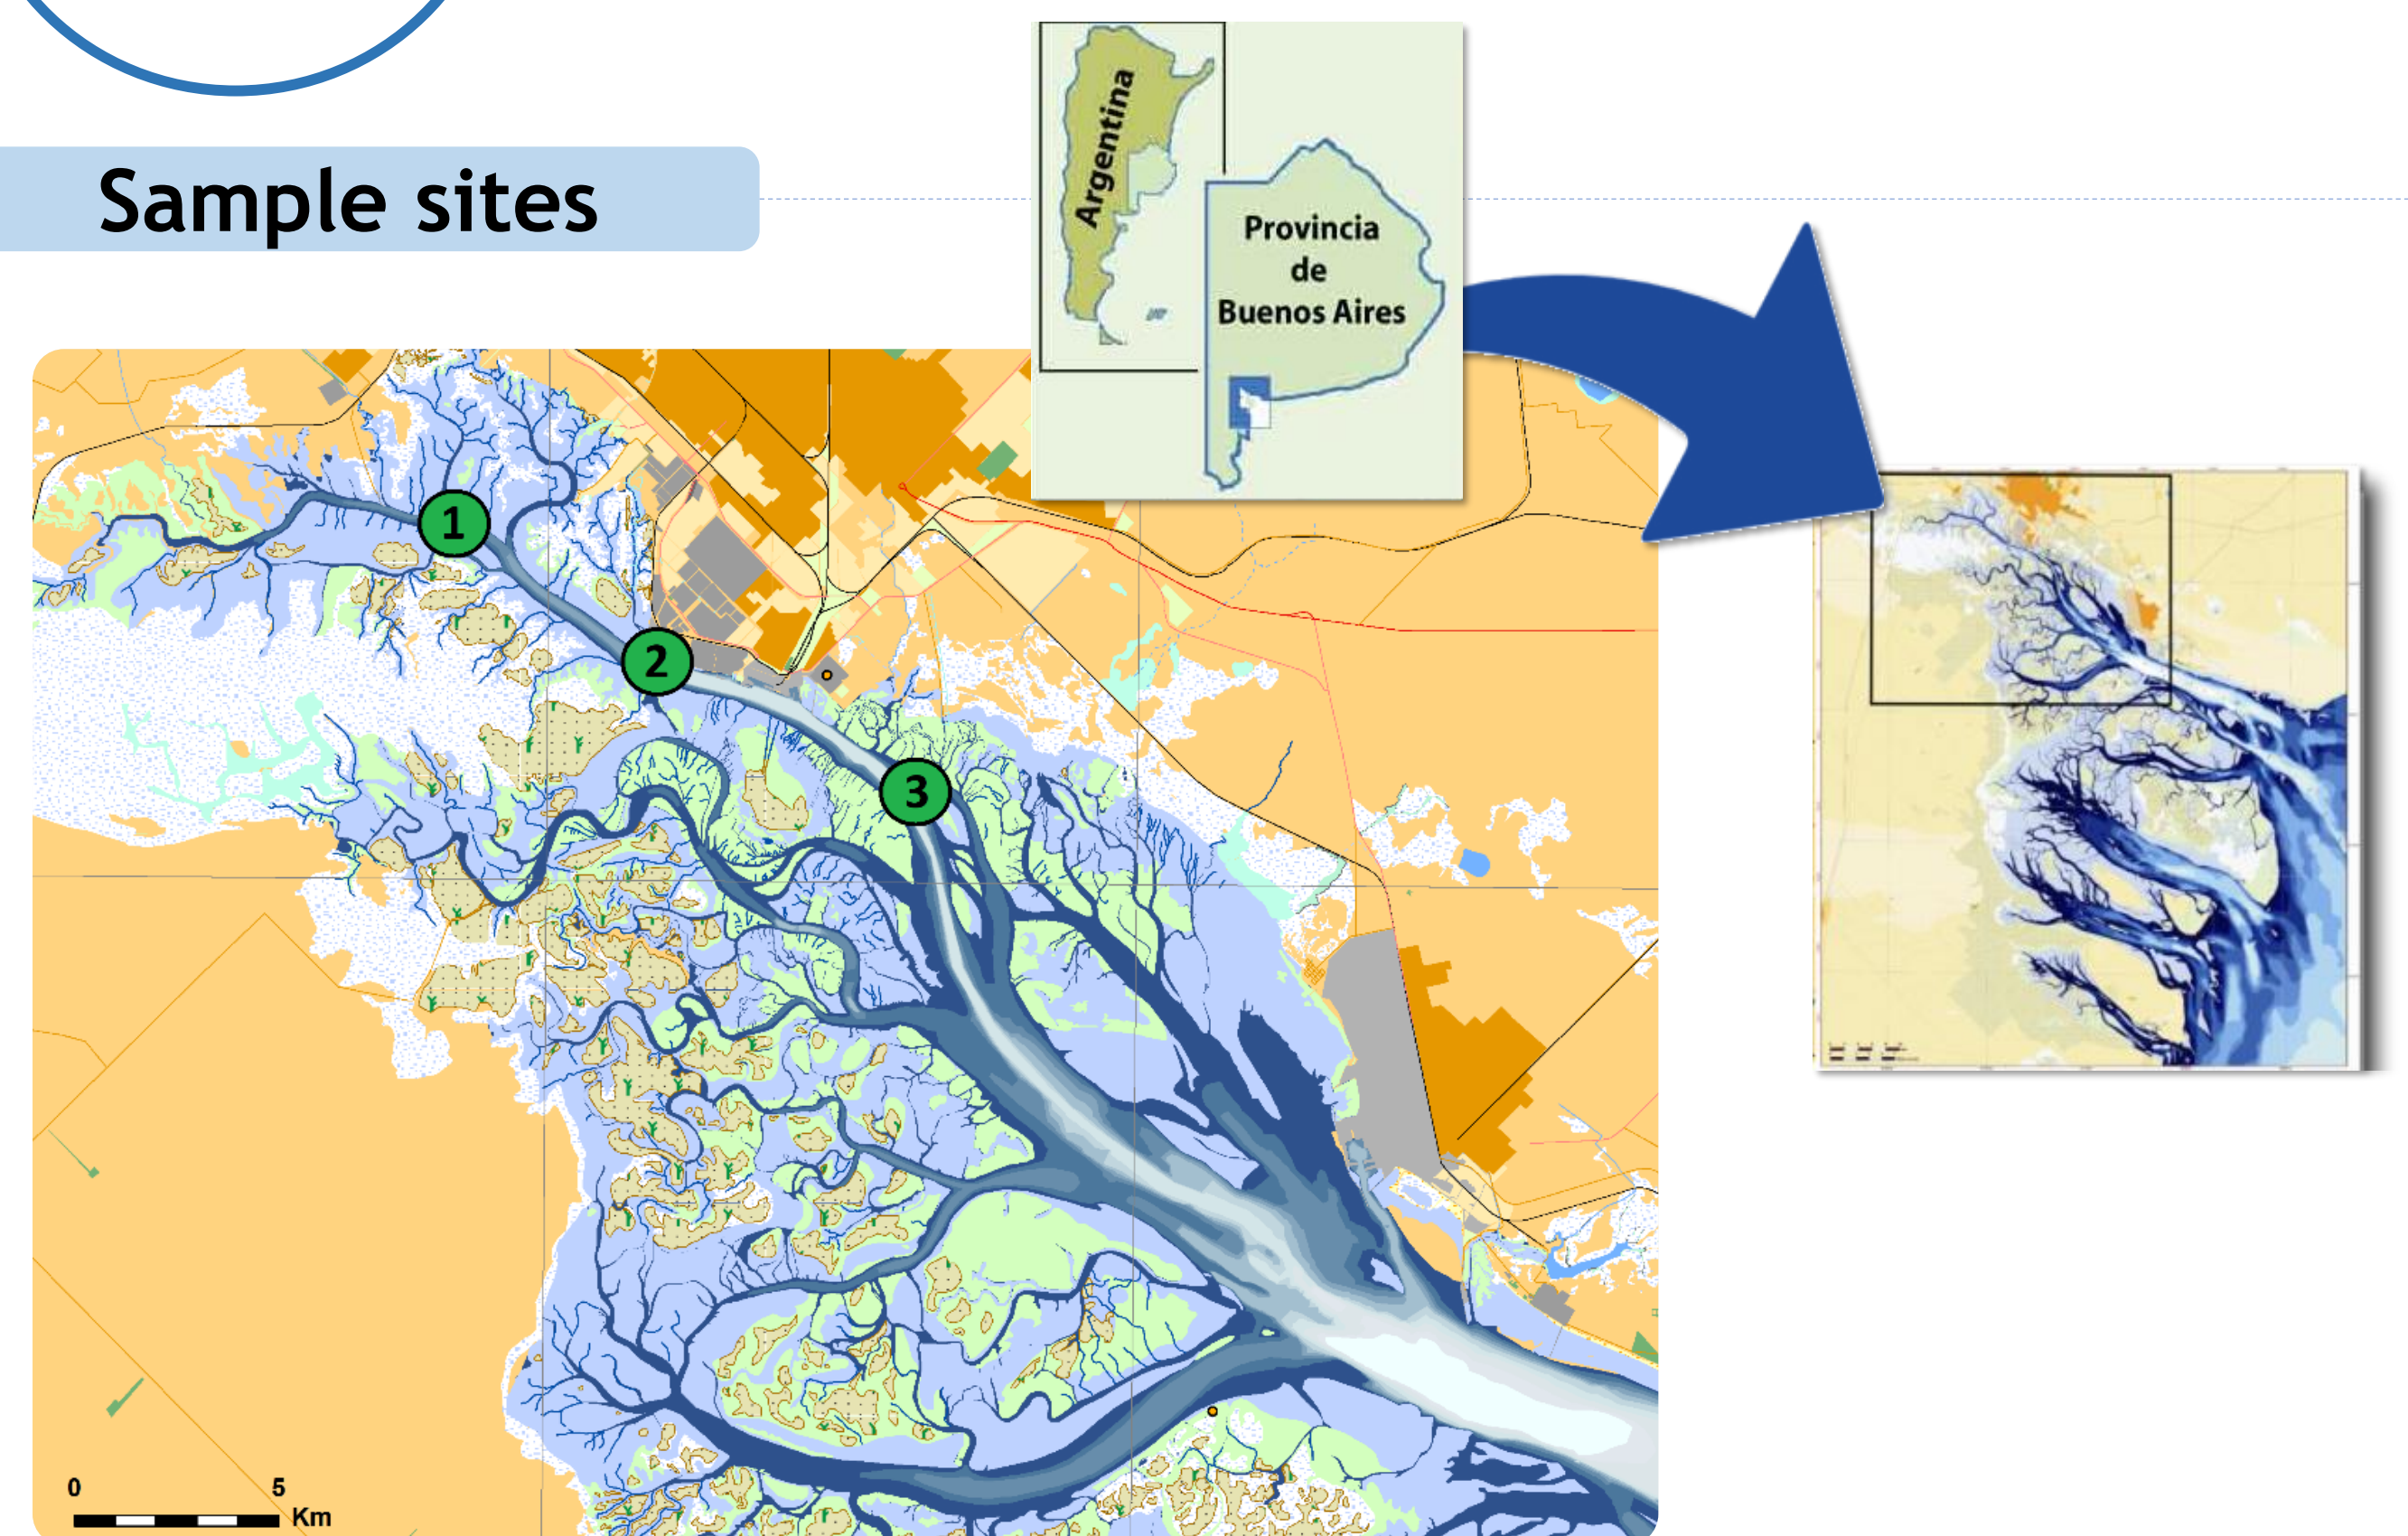 Sample sites
Argentina
Provincia
de
Buenos Aires
1
2
3
0 5
Km